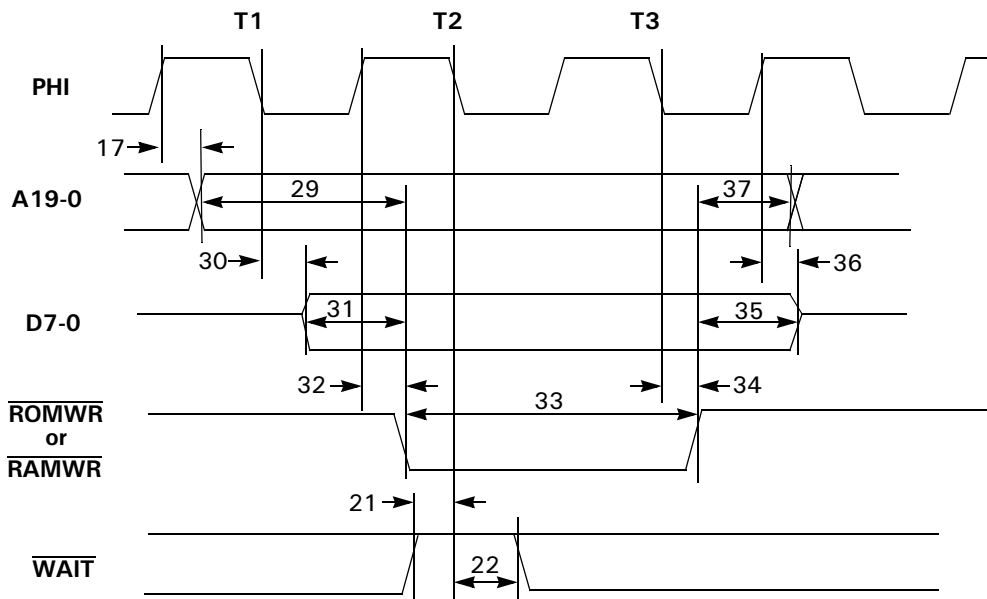 T1 T2 T3
PHI
17
A19-0 29 37
30 36
D7-0 31 35
32 33 34
ROMWR
or
RAMWR
21
WAIT 22